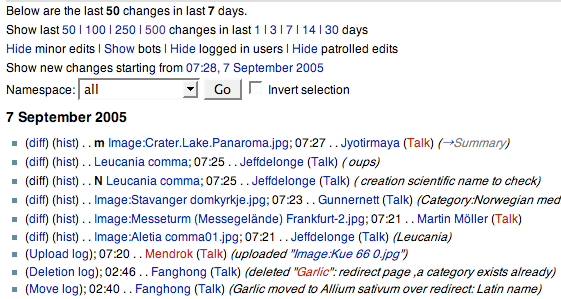 Below are the last 50 changes in last 7 days.
Show last 50 | 100 | 250 | 500 changes in last 1 | 3 | 7 | 14 | 30 days
Hide minor edits | Show bots | Hide logged in users | Hide patrolled edits
Show new changes starting from 07:28, 7 September 2005
Namespace: all Go Invert selection
7 September 2005
(diff) (hist) . . m Image:Crater.Lake.Panaroma.jpg; 07:27 . . Jyotirmaya (Talk) (→Summary)
(diff) (hist) . . Leucania comma; 07:25 . . Jeffdelonge (Talk) ( oups)
(diff) (hist) . . N Leucania comma; 07:25 . . Jeffdelonge (Talk) ( creation scientific name to check)
(diff) (hist) . . Image:Stavanger domkyrkje.jpg; 07:23 . . Gunnernett (Talk) (Category:Norwegian med
(diff) (hist) . . Image:Messeturm (Messegelände) Frankfurt-2.jpg; 07:21 . . Martin Möller (Talk)
(diff) (hist) . . Image:Aletia comma01.jpg; 07:21 . . Jeffdelonge (Talk) (Leucania)
(Upload log); 07:20 . . Mendrok (Talk) (uploaded "Image:Kue 66 0.jpg")
(Deletion log); 02:46 . . Fanghong (Talk) (deleted "Garlic": redirect page ,a category exists already)
(Move log); 02:40 . . Fanghong (Talk) (Garlic moved to Allium sativum over redirect: Latin name)